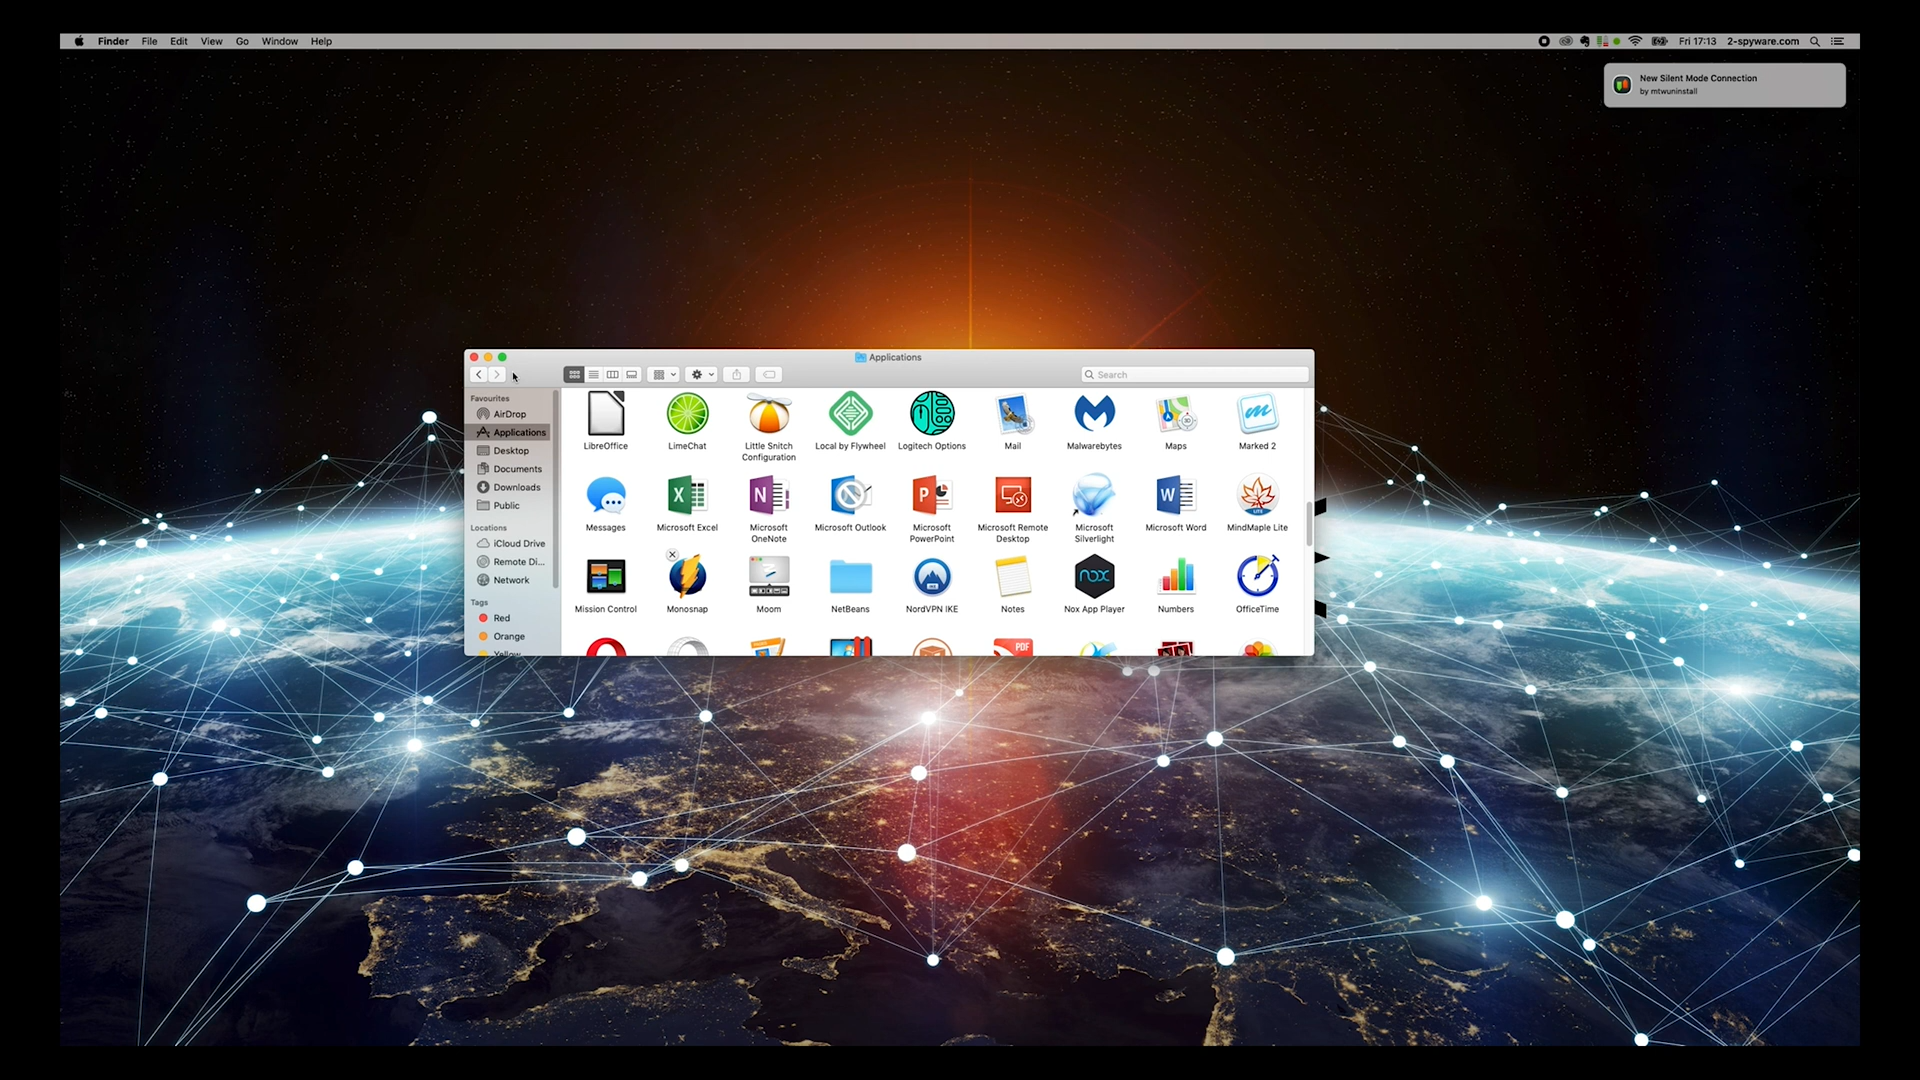 Finder File Edit View Go Window Help
Fri 17:13 2-spyware.com
New Silent Mode Connection
by mtwuninstall
Applications
Search
Favourites
AirDrop
Applications
Desktop
Documents
Downloads
Public
Locations
iCloud Drive
Remote Di...
Network
Tags
Red
Orange
Yellow
LibreOffice
LimeChat
Little Snitch
Configuration
Local by Flywheel
Logitech Options
Mail
Malwarebytes
Maps
Marked 2
Messages
Microsoft Excel
Microsoft
OneNote
Microsoft Outlook
Microsoft
PowerPoint
Microsoft Remote
Desktop
Microsoft
Silverlight
Microsoft Word
MindMaple Lite
Mission Control
Monosnap
Moom
NetBeans
NordVPN IKE
Notes
nox
Nox App Player
Numbers
OfficeTime
PDF